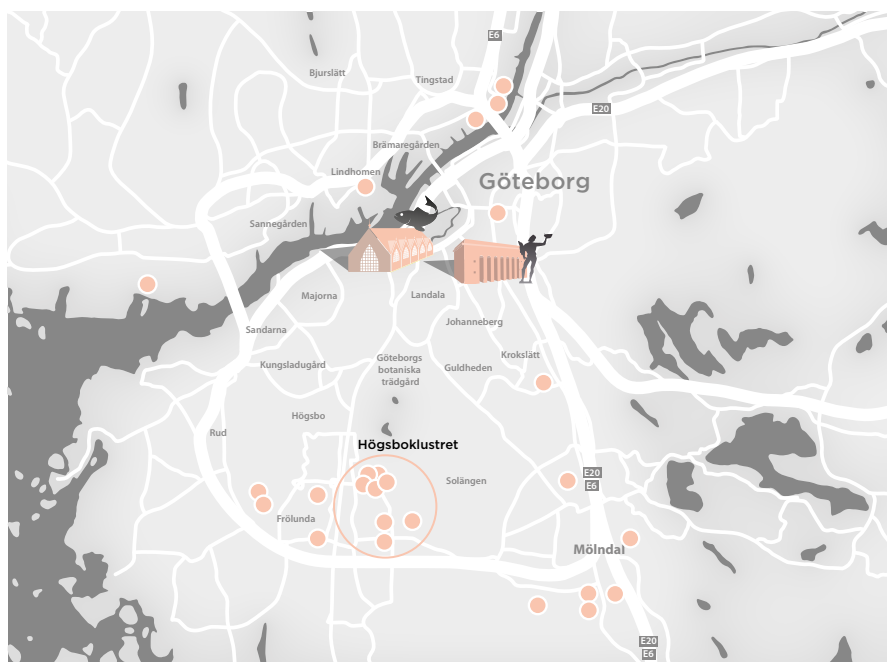 E6
Bjurslätt
Tingstad
E20
Brämaregården
Lindhomen
Göteborg
Sannegården
Majorna
Landala
Johanneberg
Sandarna
Krokslätt
Kungsladugård
Göteborgs
botaniska
trädgård
Guldheden
Högsbo
Rud
Högsboklustret
Solängen
E20
E6
Frölunda
Mölndal
E20
E6